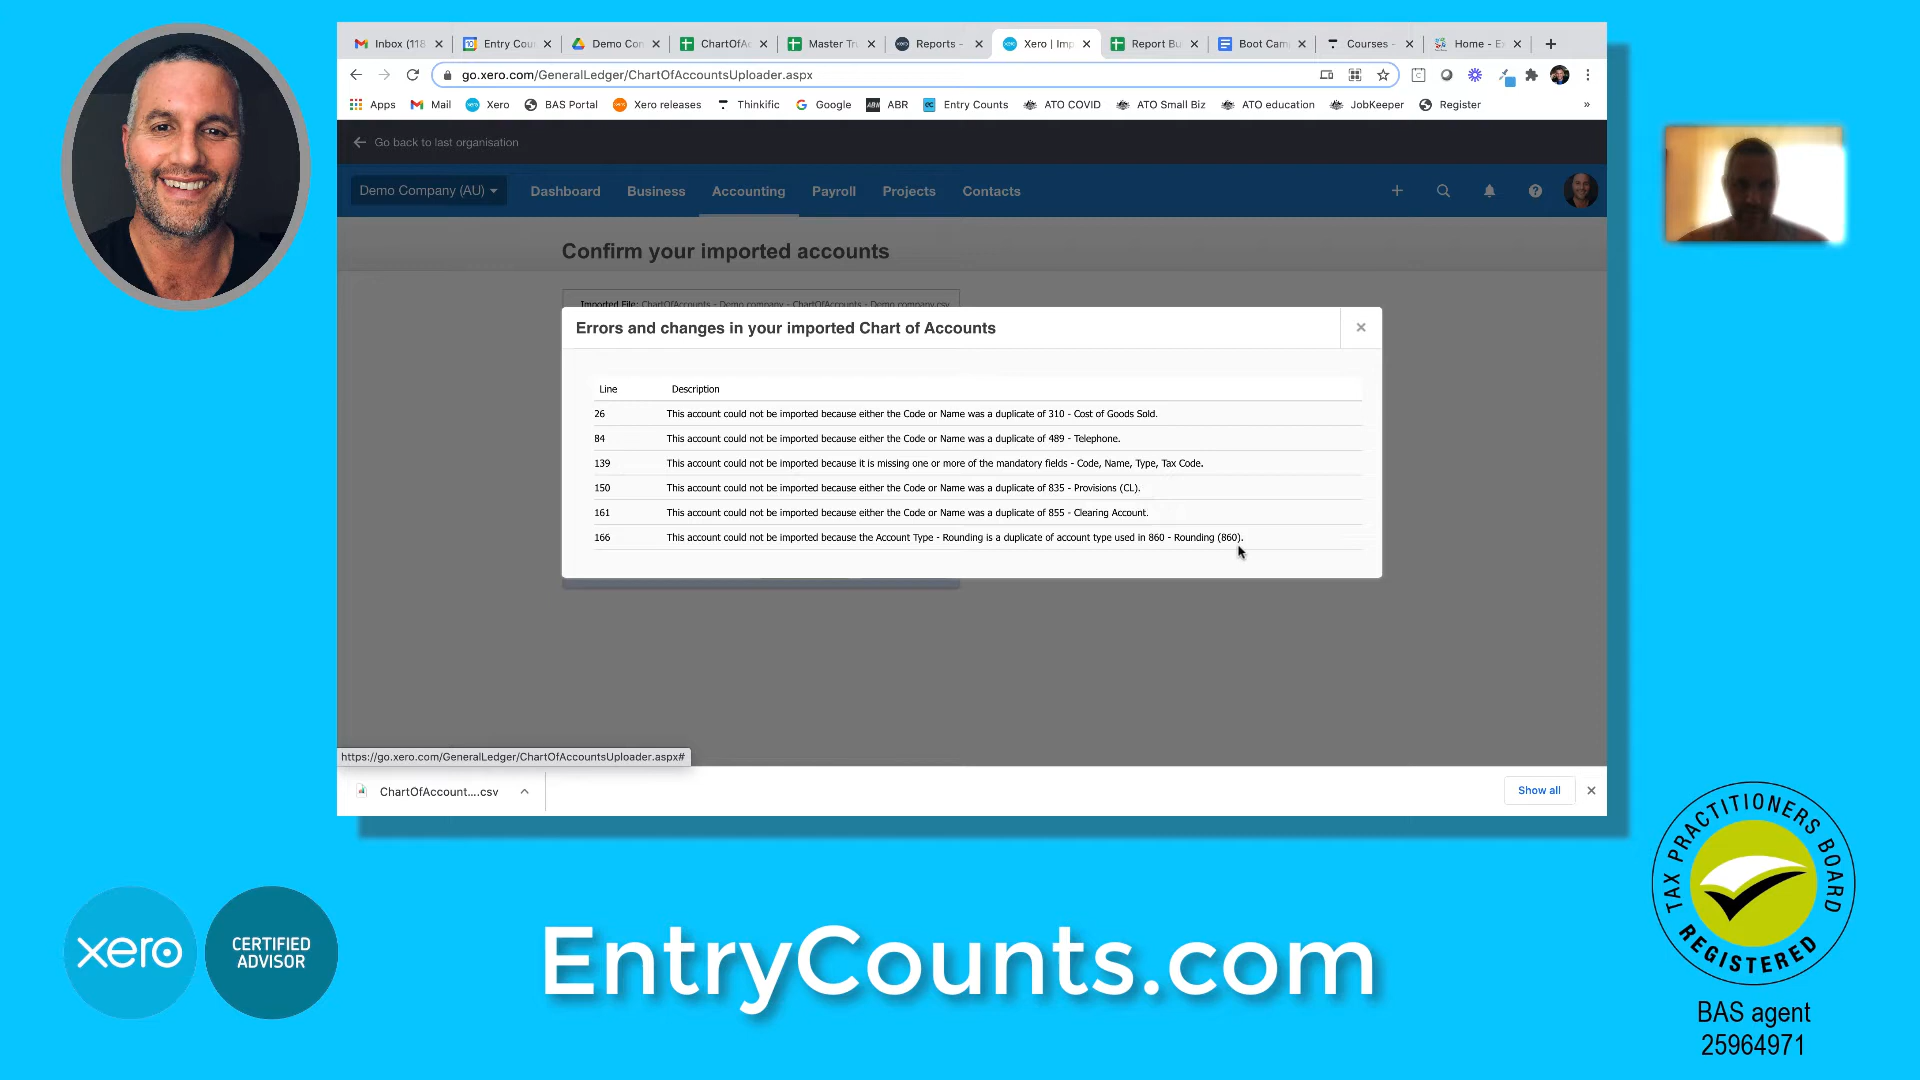 Inbox (118
Entry Cou
Demo Con
ChartOfAc
Master Tr
Reports -
Xero | Imp
Report Bu
Boot Cam
Courses -
Home - E
go.xero.com/GeneralLedger/ChartOfAccountsUploader.aspx
Apps
Mail
Xero
BAS Portal
Xero releases
Thinkific
Google
ABR
Entry Counts
ATO COVID
ATO Small Biz
ATO education
JobKeeper
Register
»
Go back to last organisation
Demo Company (AU)
Dashboard
Business
Accounting
Payroll
Projects
Contacts
Confirm your imported accounts
Imported File: ChartOfAccounts - Demo company - ChartOfAccounts - Demo company.csv
Errors and changes in your imported Chart of Accounts
Line Description
26 This account could not be imported because either the Code or Name was a duplicate of 310 - Cost of Goods Sold.
84 This account could not be imported because either the Code or Name was a duplicate of 489 - Telephone.
139 This account could not be imported because it is missing one or more of the mandatory fields - Code, Name, Type, Tax Code.
150 This account could not be imported because either the Code or Name was a duplicate of 835 - Provisions (CL).
161 This account could not be imported because either the Code or Name was a duplicate of 855 - Clearing Account.
166 This account could not be imported because the Account Type - Rounding is a duplicate of account type used in 860 - Rounding (860).
https://go.xero.com/GeneralLedger/ChartOfAccountsUploader.aspx#
ChartOfAccount....csv
Show all
xero
CERTIFIED
ADVISOR
EntryCounts.com
TAX PRACTITIONERS BOARD
REGISTERED
BAS agent
25964971